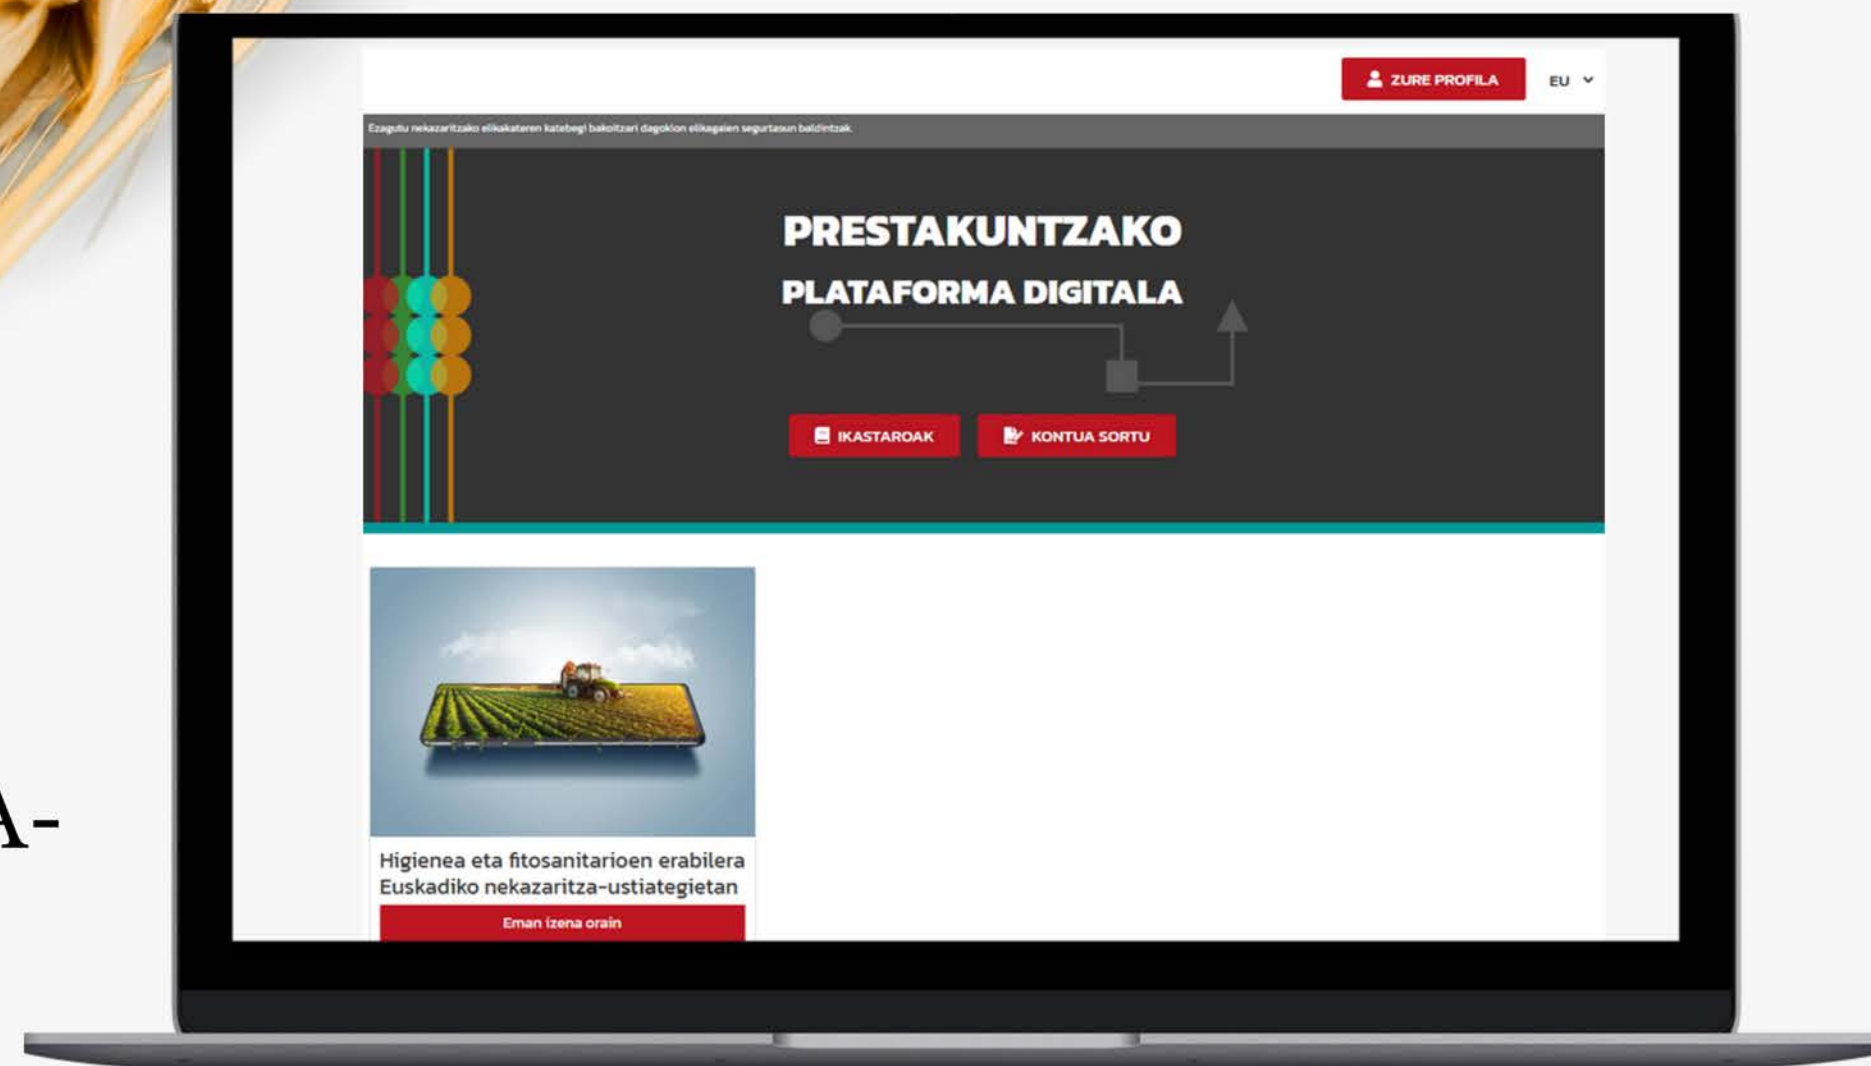 ZURE PROFILA
EU
Ezagutu nekazaritzako elikakateren katebegi bakoitzari dagokion elikagaien segurtasun baldintzak.
PRESTAKUNTZAKO
PLATAFORMA DIGITALA
IKASTAROAK
KONTUA SORTU
A-
Higienea eta fitosanitarioen erabilera
Euskadiko nekazaritza-ustiategietan
Eman izena orain